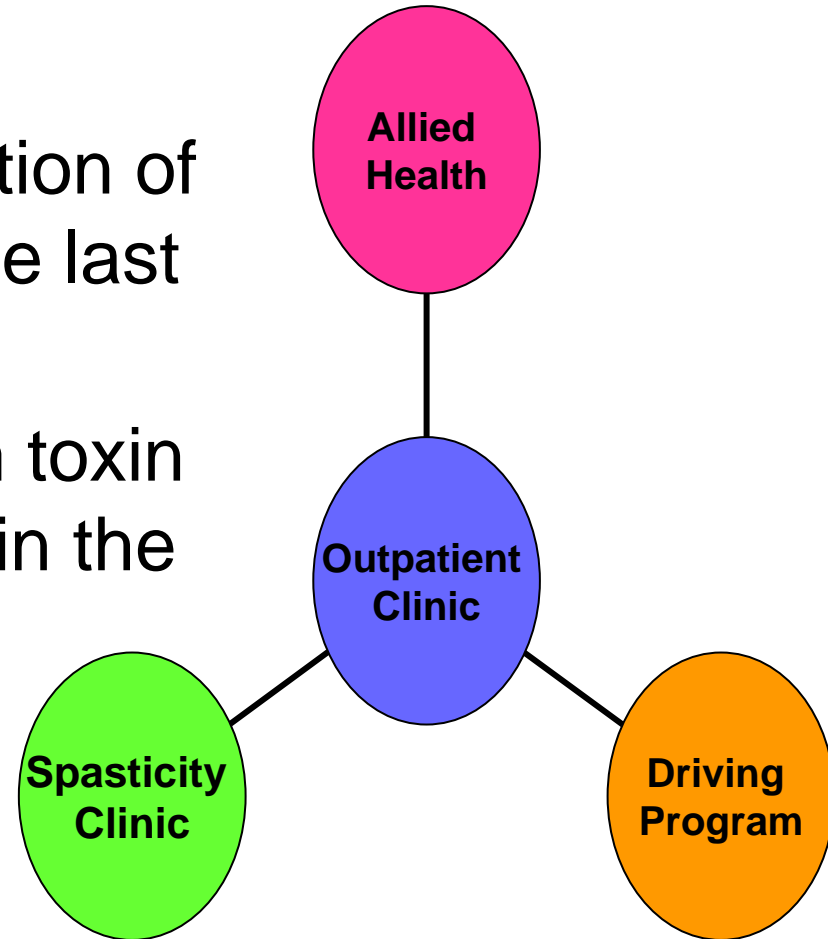 tion of
e last
toxin
in the
Allied
Health
Outpatient
Clinic
Spasticity
Clinic
Driving
Program